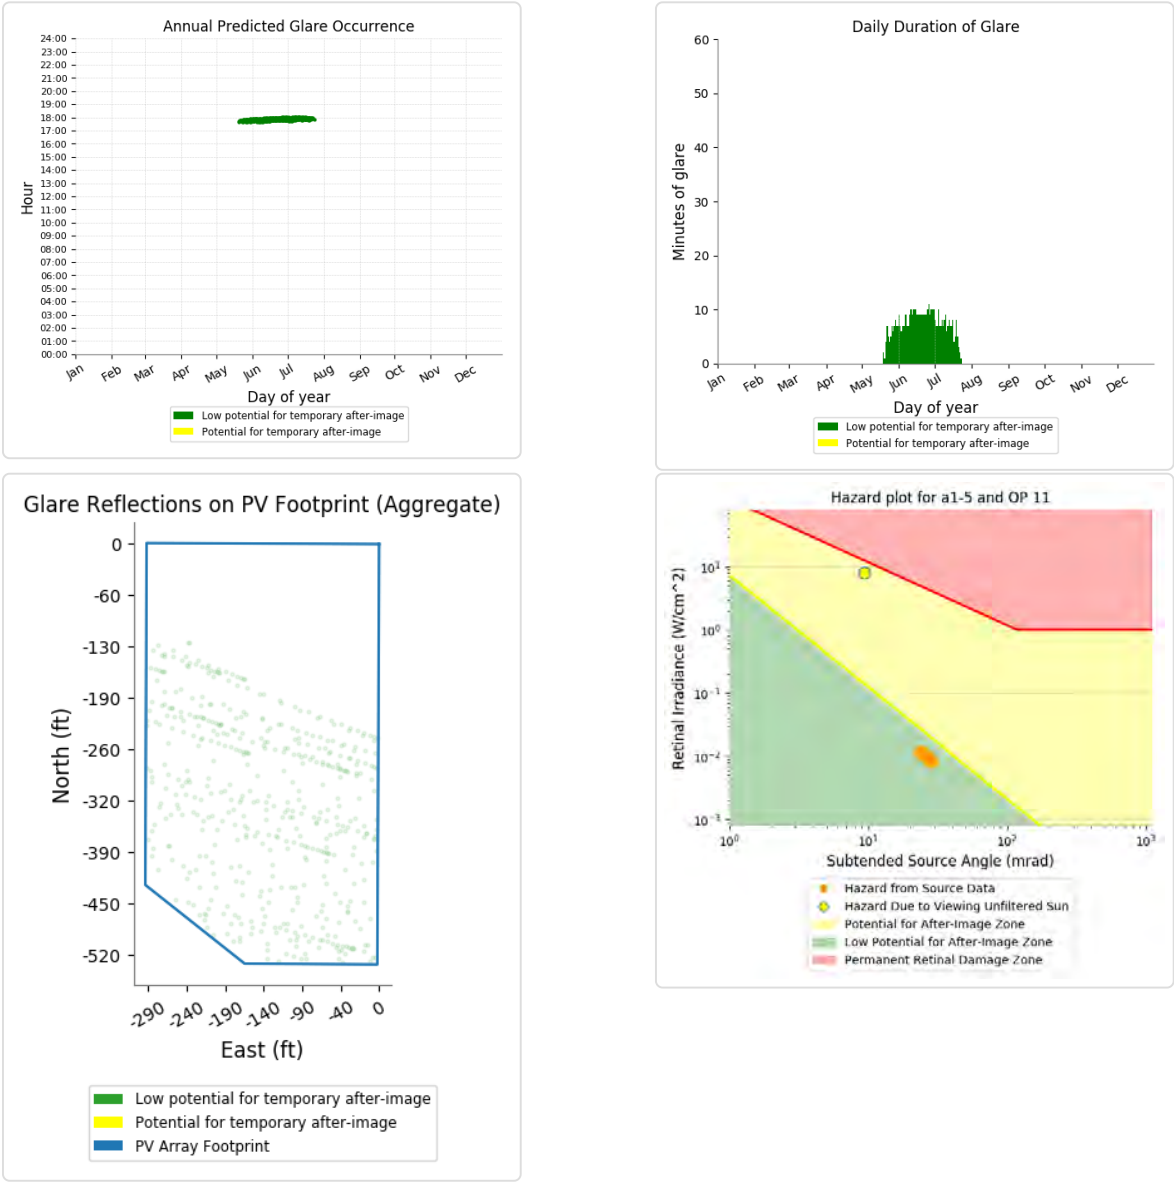 Annual Predicted Glare Occurrence
24:00
23:00
22:00
21:00
20:00
19:00
18:00
17:00
16:00
15:00
14:00
13:00
12:00
11:00
10:00
09:00
08:00
07:00
06:00
05:00
04:00
03:00
02:00
01:00
00:00
Hour
Jan Feb Mar Apr May Jun Jul Aug Sep Oct Nov Dec
Day of year
Low potential for temporary after-image
Potential for temporary after-image
Daily Duration of Glare
60
50
40
30
20
10
0
Minutes of glare
Jan Feb Mar Apr May Jun Jul Aug Sep Oct Nov Dec
Day of year
Low potential for temporary after-image
Potential for temporary after-image
Glare Reflections on PV Footprint (Aggregate)
0
-60
-130
-190
-260
-320
-390
-450
-520
North (ft)
-290 -240 -190 -140 -90 -40 0
East (ft)
Low potential for temporary after-image
Potential for temporary after-image
PV Array Footprint
Hazard plot for a1-5 and OP 11
10¹
10⁰
10⁻¹
10⁻²
10⁻³
Retinal Irradiance (W/cm^2)
10⁰ 10¹ 10² 10³
Subtended Source Angle (mrad)
Hazard from Source Data
Hazard Due to Viewing Unfiltered Sun
Potential for After-Image Zone
Low Potential for After-Image Zone
Permanent Retinal Damage Zone